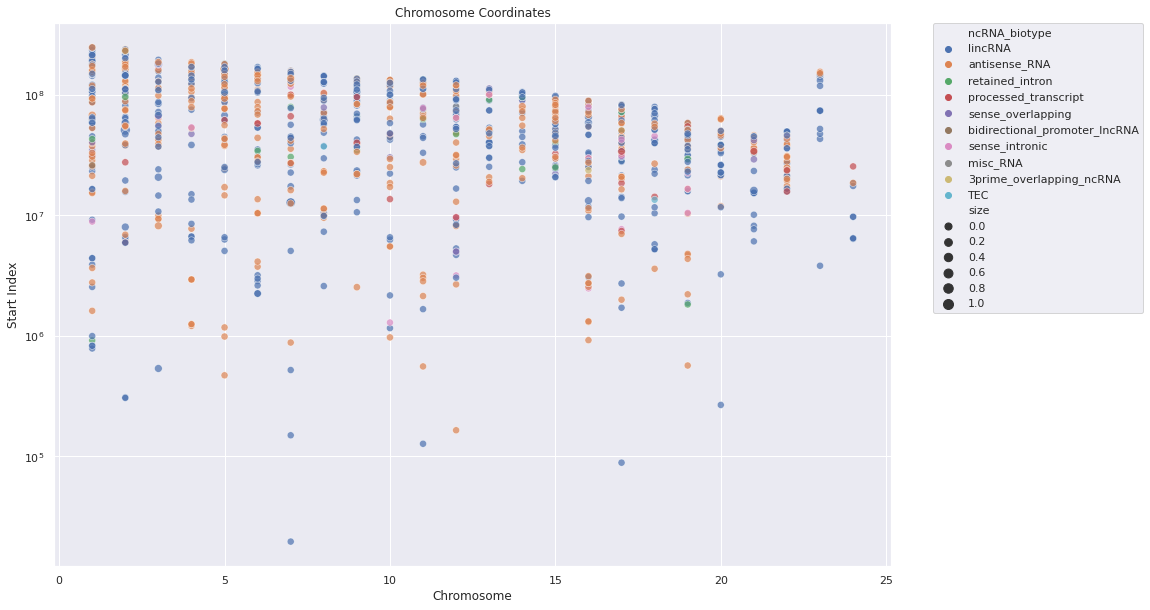 Chromosome Coordinates
Start Index
10^8
10^7
10^6
10^5
0
5
10
15
20
25
Chromosome
ncRNA_biotype
lincRNA
antisense_RNA
retained_intron
processed_transcript
sense_overlapping
bidirectional_promoter_lncRNA
sense_intronic
misc_RNA
3prime_overlapping_ncRNA
TEC
size
0.0
0.2
0.4
0.6
0.8
1.0